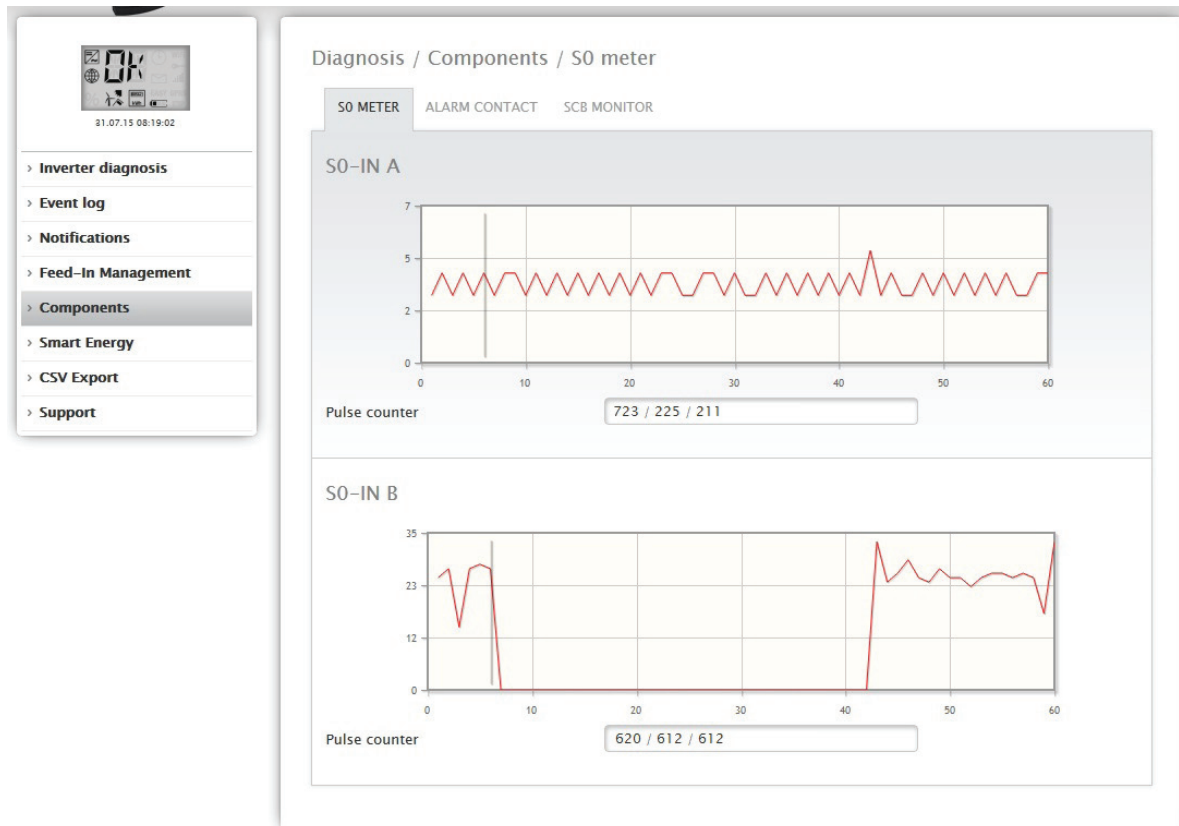 OK
31.07.15 08:19:02
› Inverter diagnosis
› Event log
› Notifications
› Feed-In Management
› Components
› Smart Energy
› CSV Export
› Support
Diagnosis / Components / S0 meter
S0 METER ALARM CONTACT SCB MONITOR
S0-IN A
7
5
2
0
0 10 20 30 40 50 60
Pulse counter 723 / 225 / 211
S0-IN B
35
23
12
0
0 10 20 30 40 50 60
Pulse counter 620 / 612 / 612